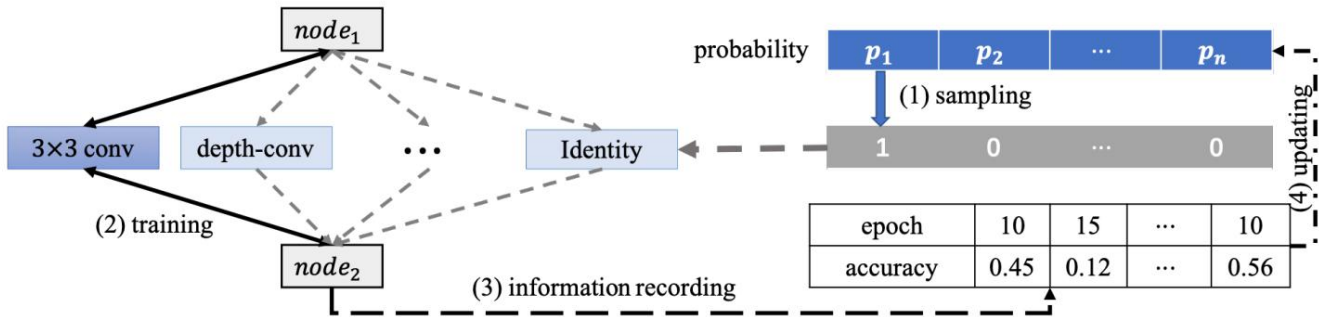 node₁
probability p₁ p₂ ... pₙ
(1) sampling
3×3 conv depth-conv ... Identity
1 0 ... 0
(2) training
(4) updating
epoch 10 15 ... 10
accuracy 0.45 0.12 ... 0.56
node₂
(3) information recording